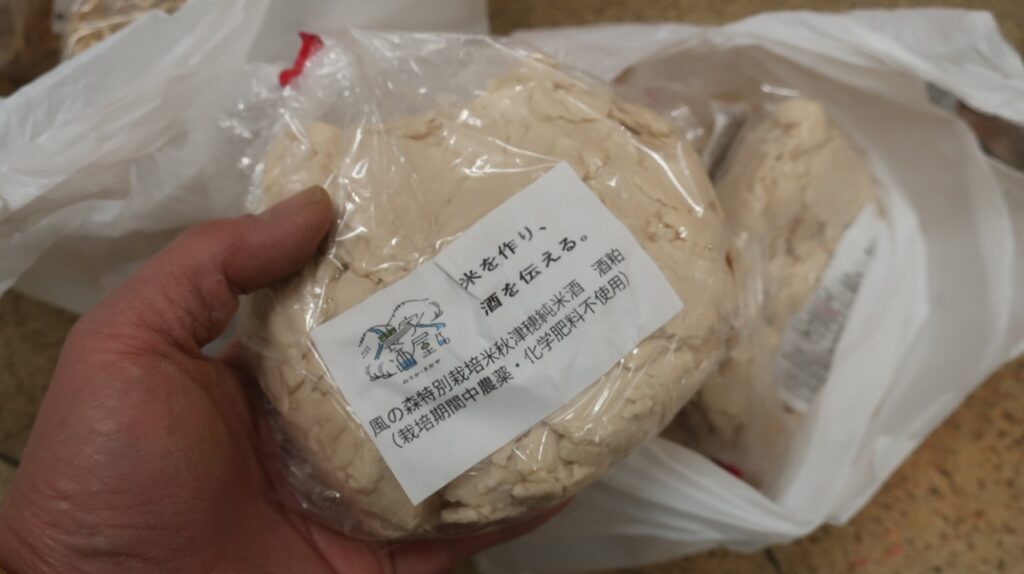 米を作り、
酒を伝える。
風の森特別栽培米秋津穂純米酒　酒粕
（栽培期間中農薬・化学肥料不使用）